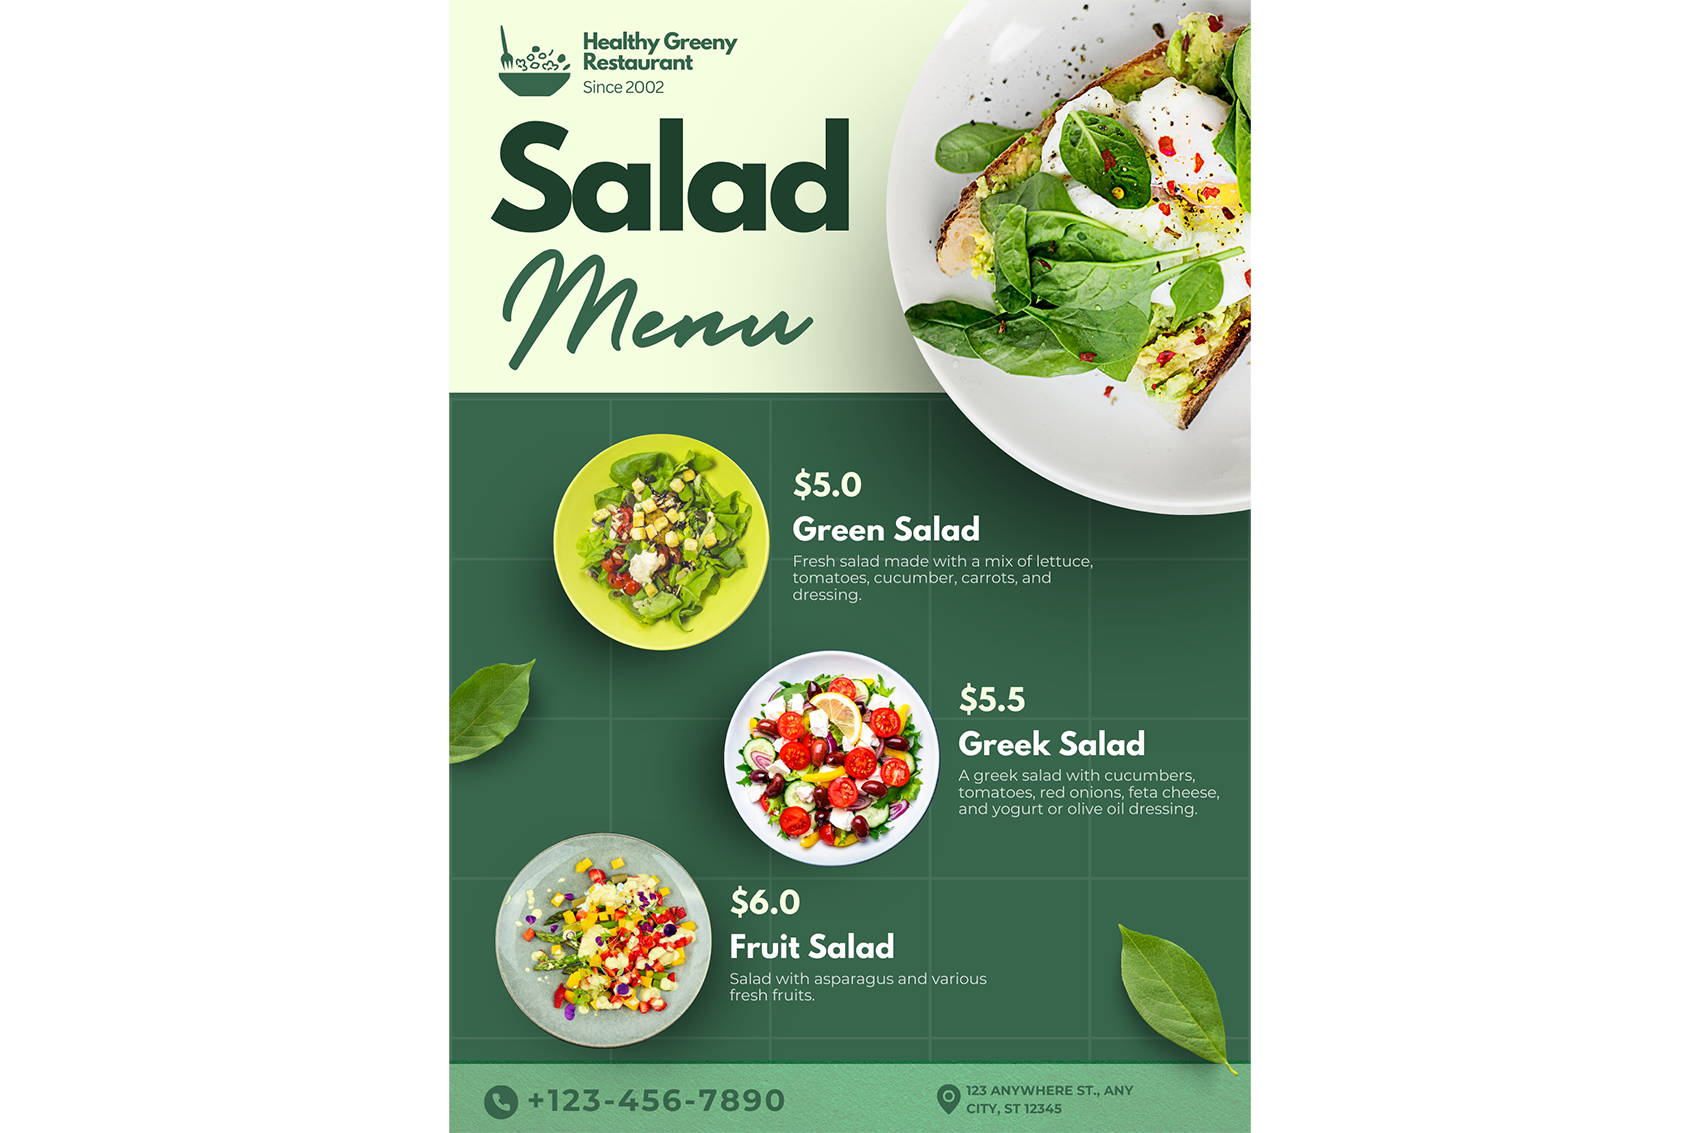 Healthy Greeny
Restaurant
Since 2002
Salad
Menu
$5.0
Green Salad
Fresh salad made with a mix of lettuce,
tomatoes, cucumber, carrots, and
dressing.
$5.5
Greek Salad
A greek salad with cucumbers,
tomatoes, red onions, feta cheese,
and yogurt or olive oil dressing.
$6.0
Fruit Salad
Salad with asparagus and various
fresh fruits.
+123-456-7890
123 ANYWHERE ST., ANY
CITY, ST 12345